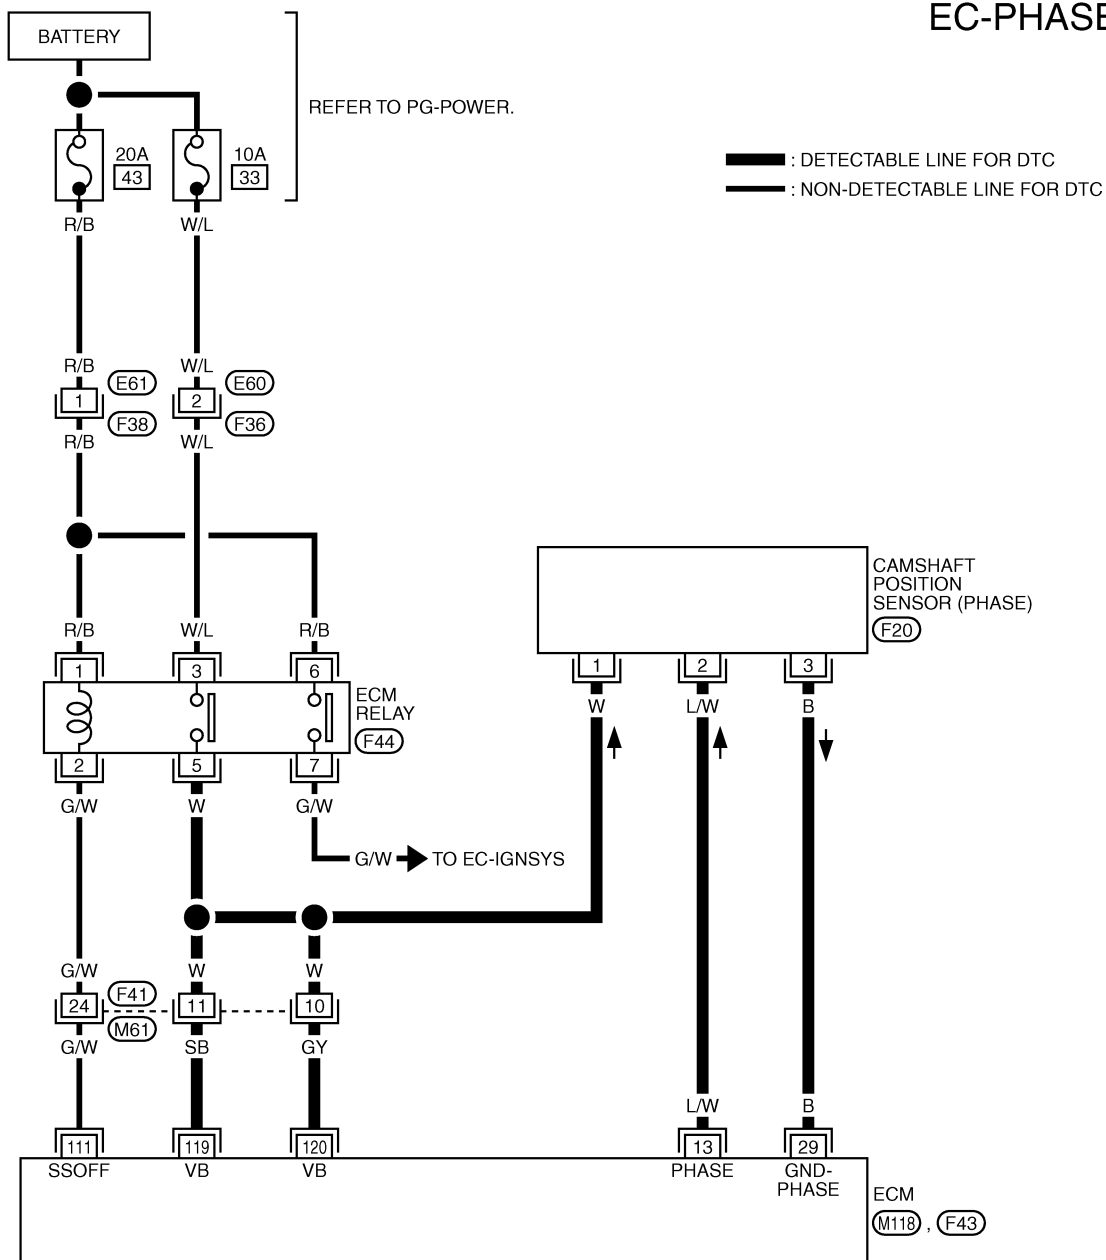 EC-PHASE
BATTERY
REFER TO PG-POWER.
20A
43
10A
33
: DETECTABLE LINE FOR DTC
: NON-DETECTABLE LINE FOR DTC
R/B
W/L
R/B
W/L
E61
E60
1
2
F38
F36
R/B
W/L
R/B
W/L
R/B
1
3
6
ECM
RELAY
F44
2
5
7
G/W
W
G/W
G/W
TO EC-IGNSYS
CAMSHAFT
POSITION
SENSOR (PHASE)
F20
1
2
3
W
L/W
B
G/W
W
W
F41
24
11
10
M61
G/W
SB
GY
L/W
B
111
119
120
13
29
SSOFF
VB
VB
PHASE
GND-
PHASE
ECM
M118 , F43